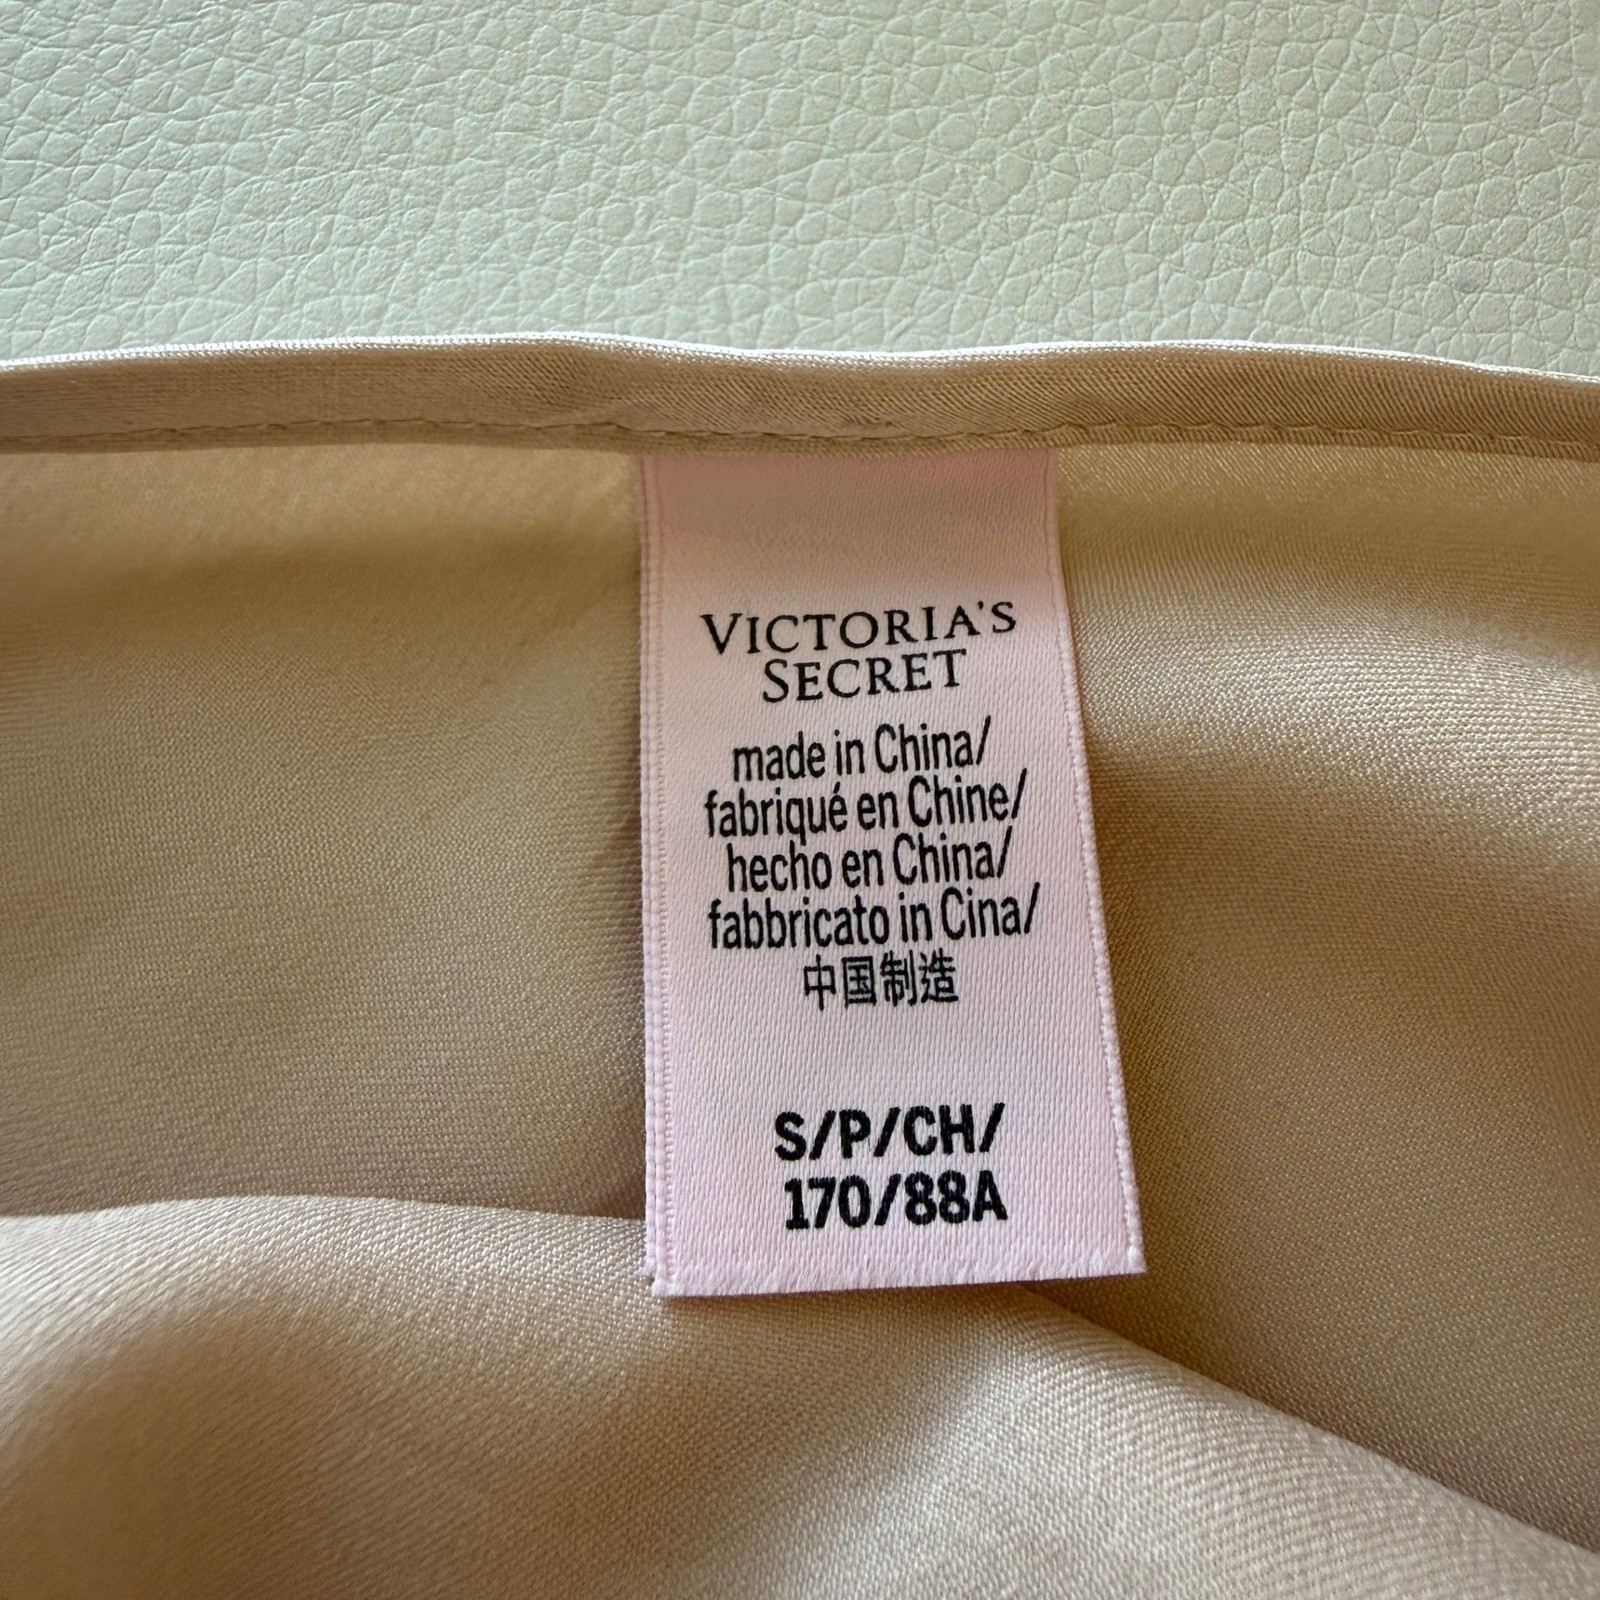 VICTORIA'S
SECRET
made in China/
fabriqué en Chine/
hecho en China/
fabbricato in Cina/
中国制造
S/P/CH/
170/88A